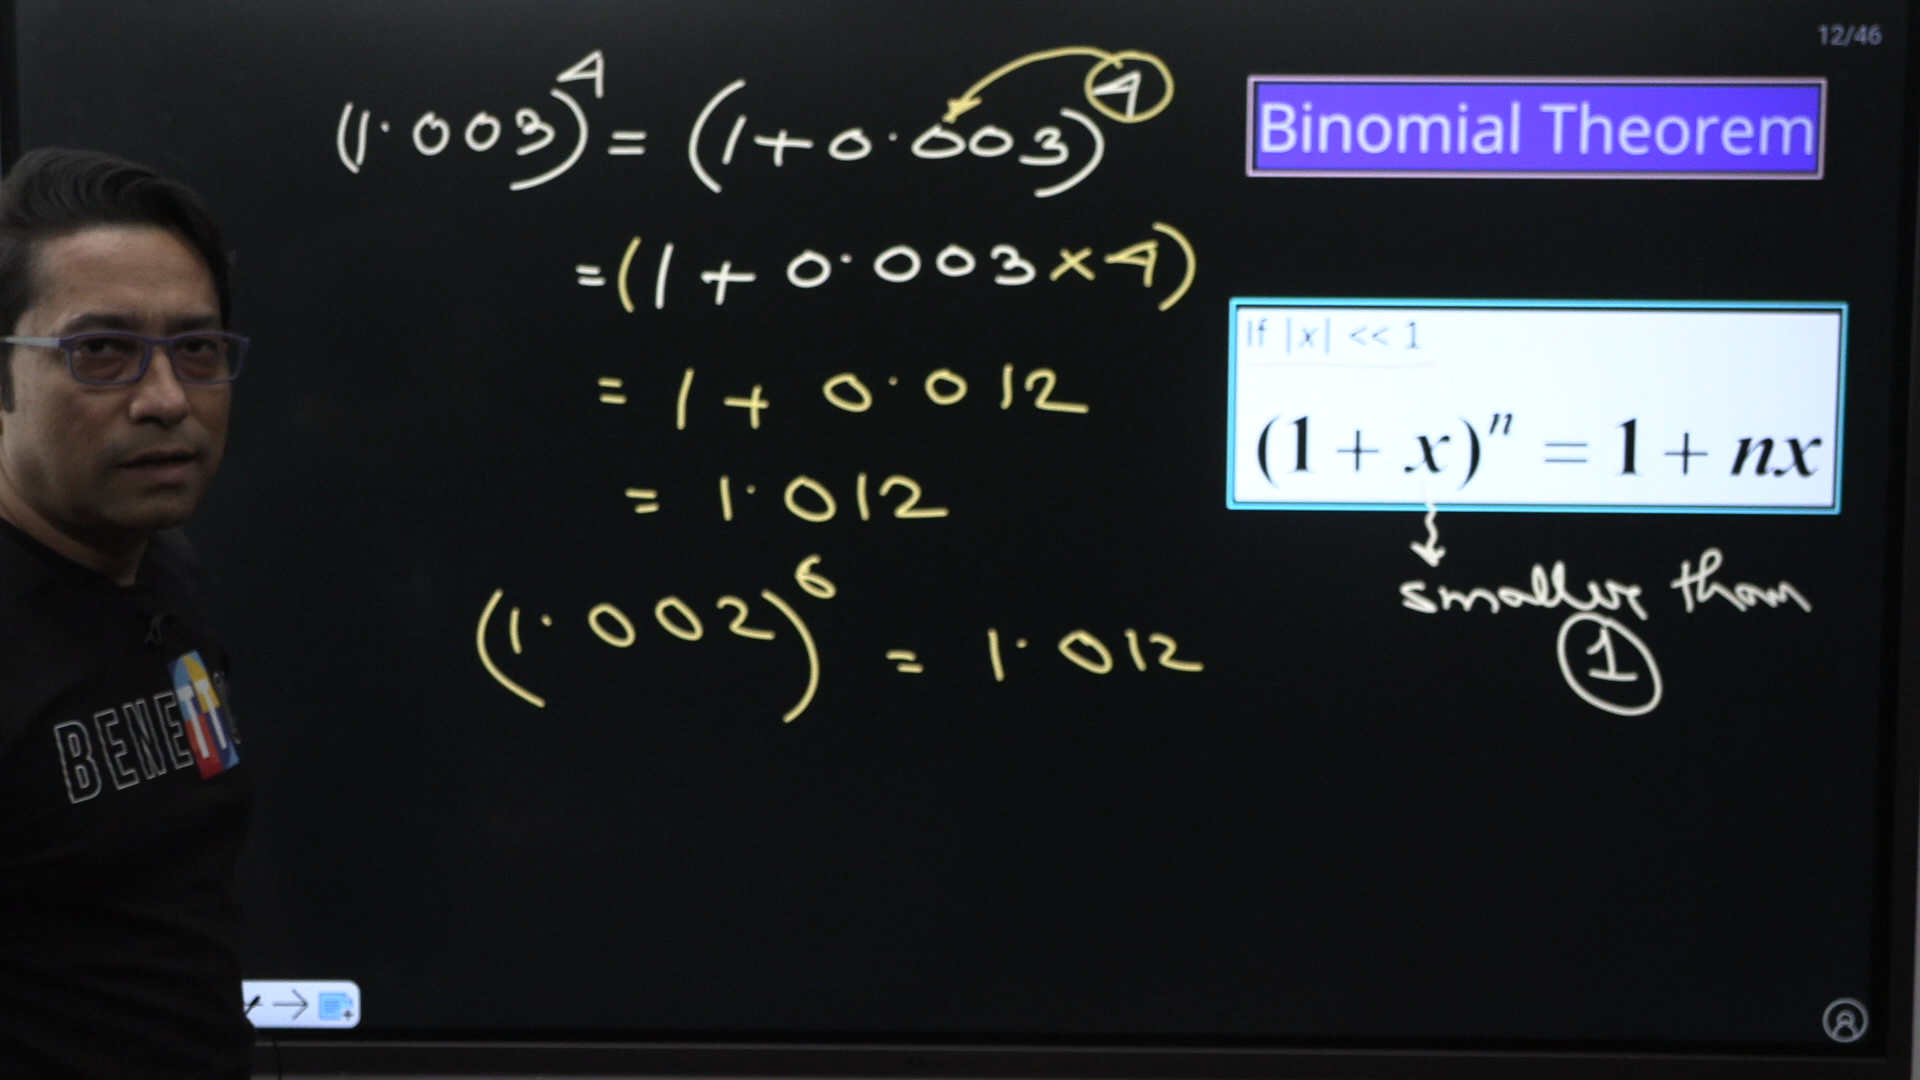 12/46
(1.003)⁴ = (1+0.003)⁴
Binomial Theorem
=(1+0.003×4)
If |x| << 1
= 1+0.012
(1 + x)ⁿ = 1 + nx
= 1.012
smaller than
1
(1.002)⁶ = 1.012
BENETT